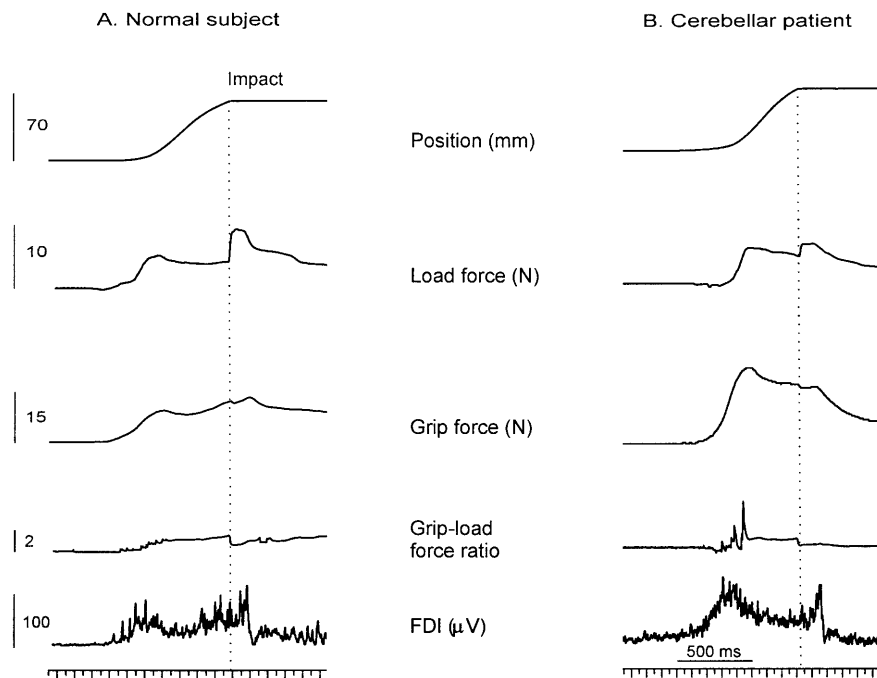 A. Normal subject
B. Cerebellar patient
Impact
70
Position (mm)
10
Load force (N)
15
Grip force (N)
2
Grip-load
force ratio
100
FDI (μV)
500 ms